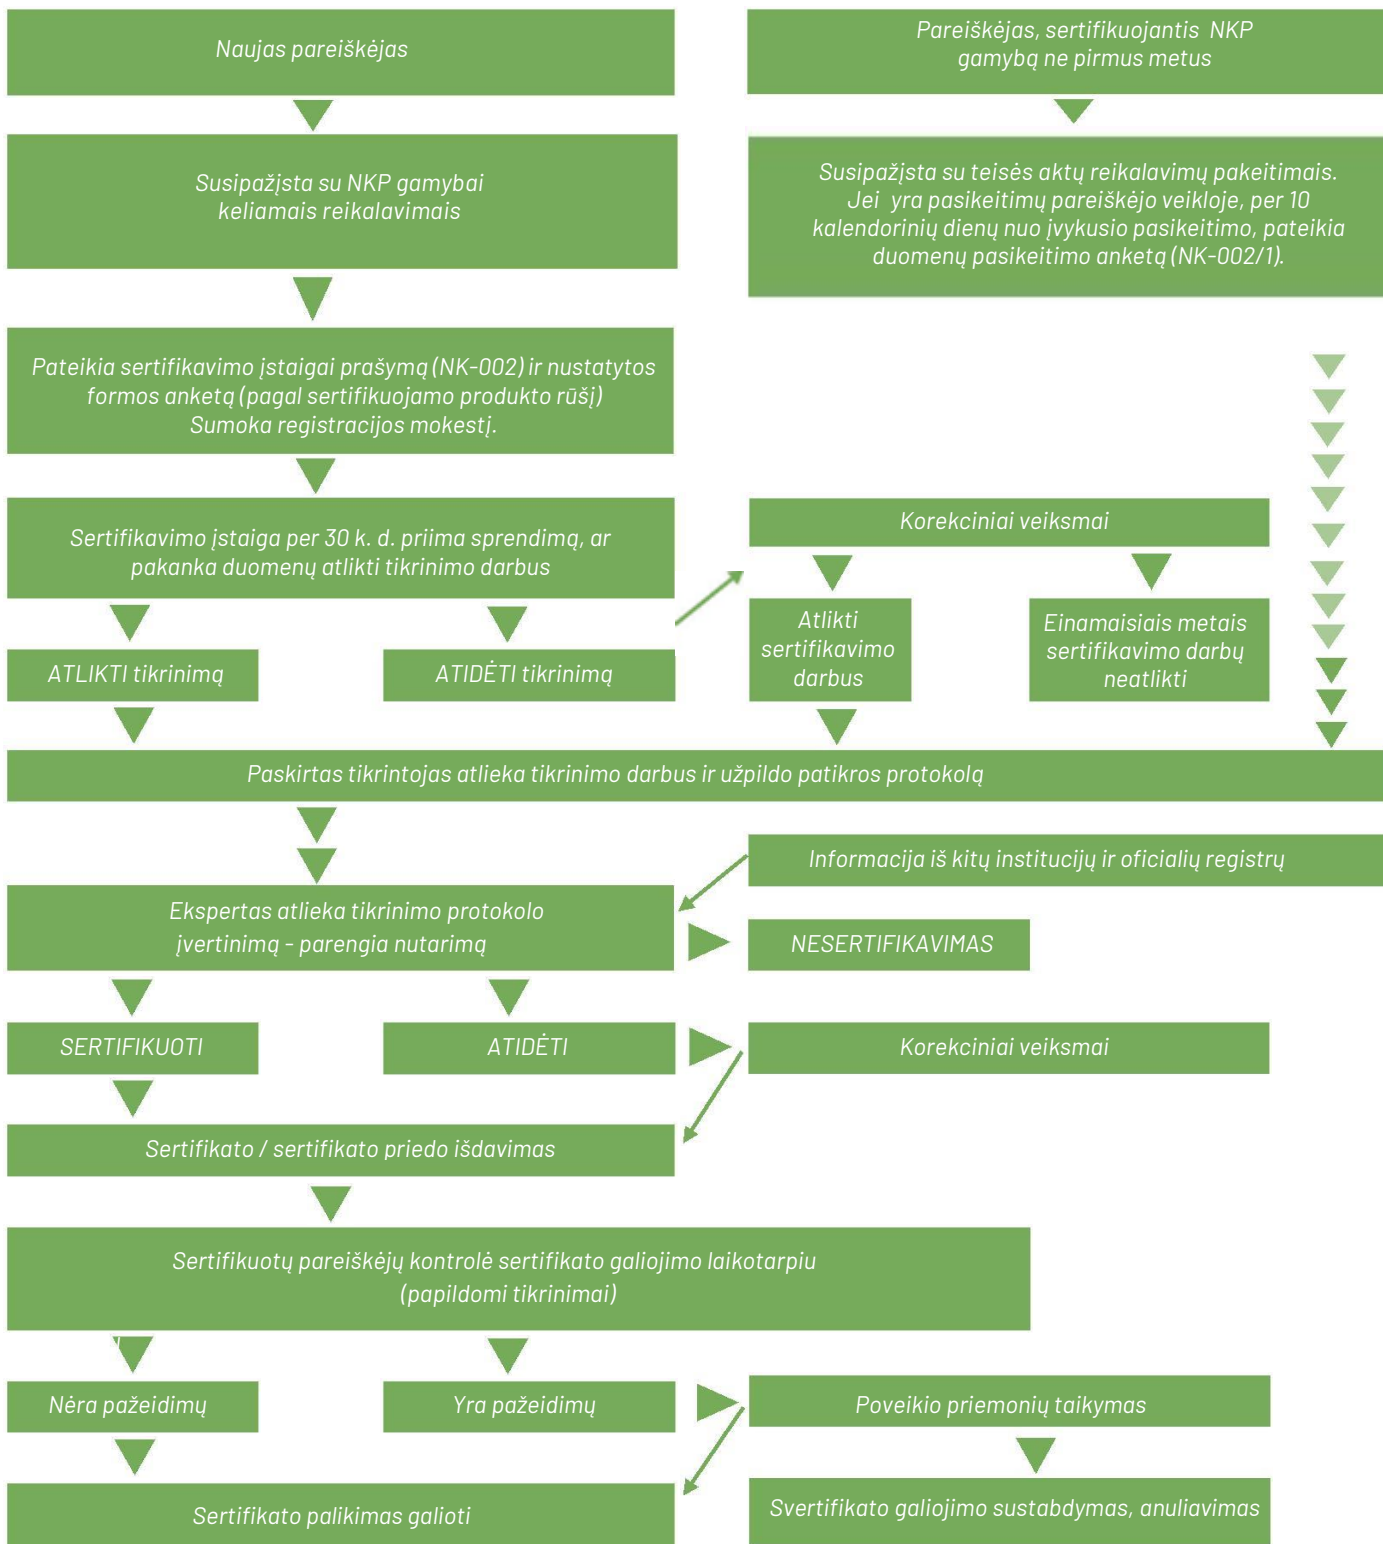 Naujas pareiškėjas
Pareiškėjas, sertifikuojantis NKP
gamybą ne pirmus metus
Susipažįsta su NKP gamybai
keliamais reikalavimais
Susipažįsta su teisės aktų reikalavimų pakeitimais.
Jei yra pasikeitimų pareiškėjo veikloje, per 10
kalendorinių dienų nuo įvykusio pasikeitimo, pateikia
duomenų pasikeitimo anketą (NK-002/1).
Pateikia sertifikavimo įstaigai prašymą (NK-002) ir nustatytos
formos anketą (pagal sertifikuojamo produkto rūšį)
Sumoka registracijos mokestį.
Sertifikavimo įstaiga per 30 k. d. priima sprendimą, ar
pakanka duomenų atlikti tikrinimo darbus
Korekciniai veiksmai
ATLIKTI tikrinimą
ATIDĖTI tikrinimą
Atlikti
sertifikavimo
darbus
Einamaisiais metais
sertifikavimo darbų
neatlikti
Paskirtas tikrintojas atlieka tikrinimo darbus ir užpildo patikros protokolą
Informacija iš kitų institucijų ir oficialių registrų
Ekspertas atlieka tikrinimo protokolo
įvertinimą - parengia nutarimą
NESERTIFIKAVIMAS
SERTIFIKUOTI
ATIDĖTI
Korekciniai veiksmai
Sertifikato / sertifikato priedo išdavimas
Sertifikuotų pareiškėjų kontrolė sertifikato galiojimo laikotarpiu
(papildomi tikrinimai)
Nėra pažeidimų
Yra pažeidimų
Poveikio priemonių taikymas
Sertifikato palikimas galioti
Svertifikato galiojimo sustabdymas, anuliavimas